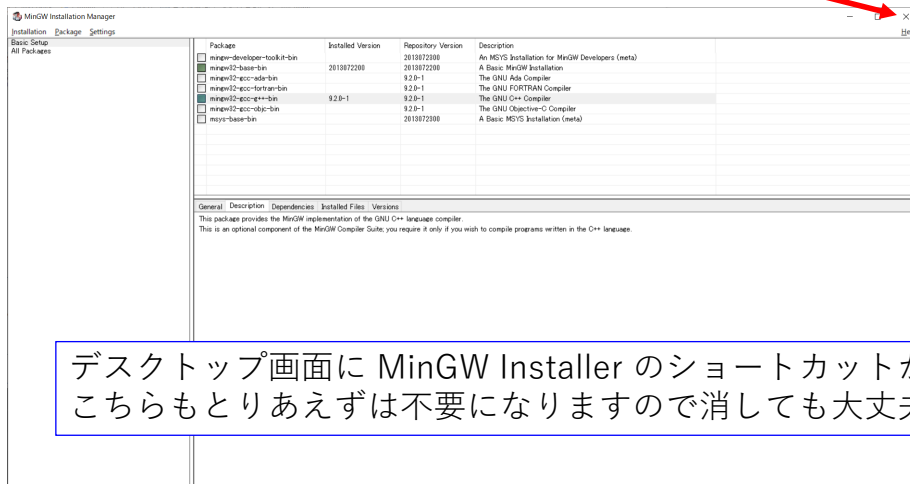 MinGW Installation Manager
Installation Package Settings
Basic Setup
All Packages
Package Installed Version Repository Version Description
mingw-developer-toolkit-bin 2013072300 An MSYS Installation for MinGW Developers (meta)
mingw32-base-bin 2013072200 2013072200 A Basic MinGW Installation
mingw32-gcc-ada-bin 9.2.0-1 The GNU Ada Compiler
mingw32-gcc-fortran-bin 9.2.0-1 The GNU FORTRAN Compiler
mingw32-gcc-g++-bin 9.2.0-1 9.2.0-1 The GNU C++ Compiler
mingw32-gcc-objc-bin 9.2.0-1 The GNU Objective-C Compiler
msys-base-bin 2013072300 A Basic MSYS Installation (meta)
General Description Dependencies Installed Files Versions
This package provides the MinGW implementation of the GNU C++ language compiler.
This is an optional component of the MinGW Compiler Suite; you require it only if you wish to compile programs written in the C++ language.
デスクトップ画面に MinGW Installer のショートカット
こちらもとりあえずは不要になりますので消しても大丈